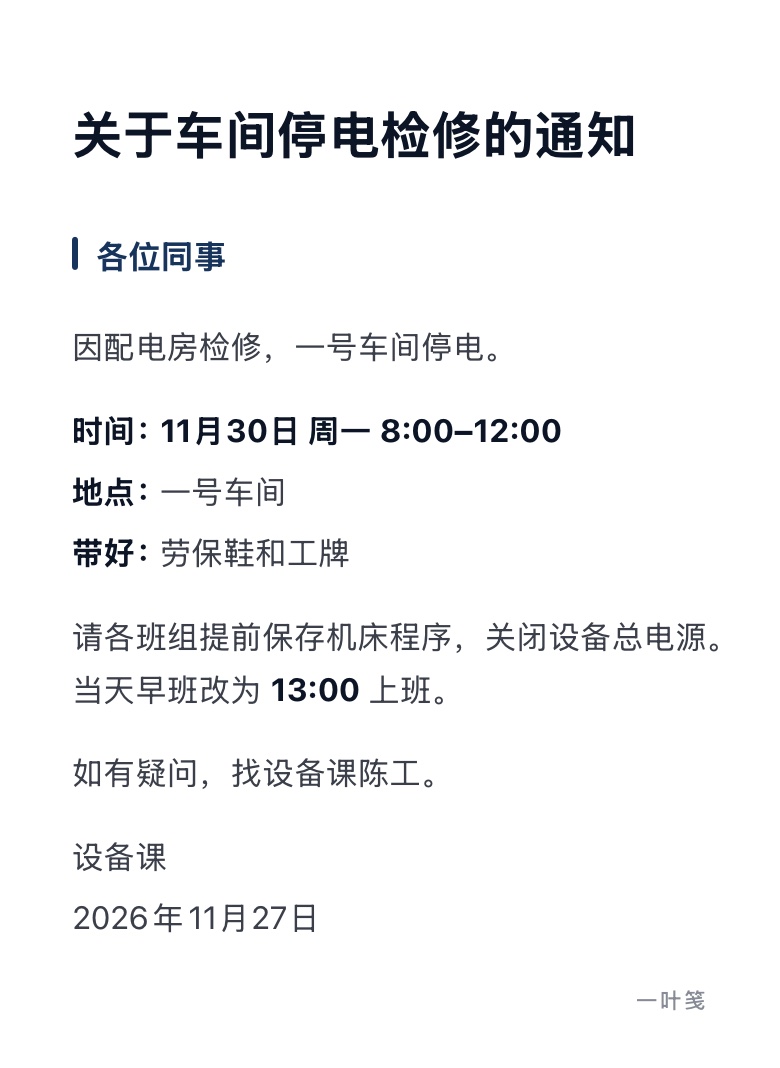 关于车间停电检修的通知
各位同事
因配电房检修，一号车间停电。
时间：11月30日 周一 8:00–12:00
地点：一号车间
带好：劳保鞋和工牌
请各班组提前保存机床程序，关闭设备总电源。
当天早班改为 13:00 上班。
如有疑问，找设备课陈工。
设备课
2026年11月27日
一叶笺